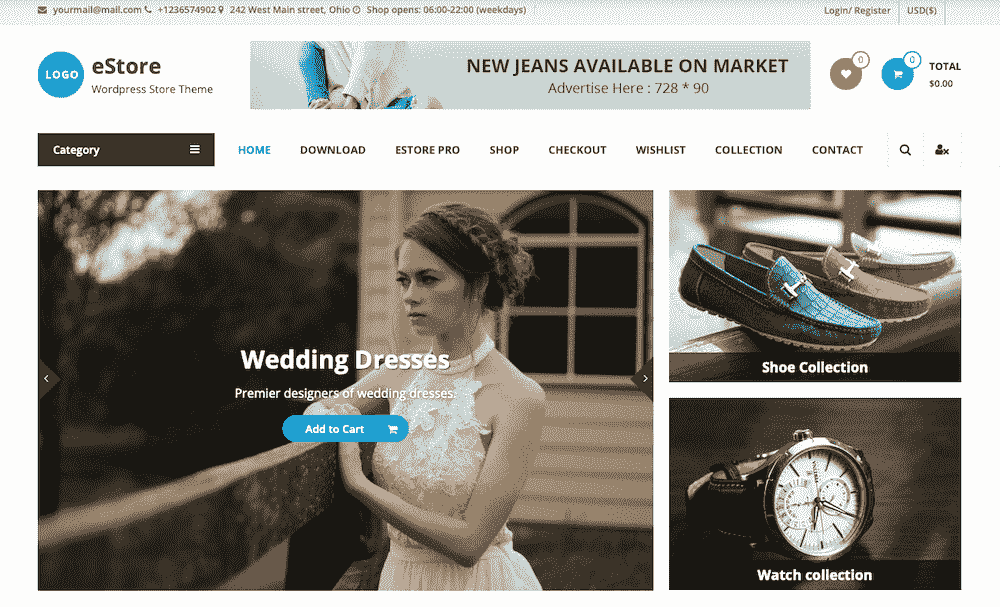 yourmail@mail.com +1236574902 242 West Main street, Ohio Shop opens: 06:00-22:00 (weekdays) Login/ Register USD($)
LOGO
eStore
Wordpress Store Theme
NEW JEANS AVAILABLE ON MARKET
Advertise Here : 728 * 90
0
0
TOTAL
$0.00
Category HOME DOWNLOAD ESTORE PRO SHOP CHECKOUT WISHLIST COLLECTION CONTACT
Wedding Dresses
Premier designers of wedding dresses.
Add to Cart
Shoe Collection
Watch collection